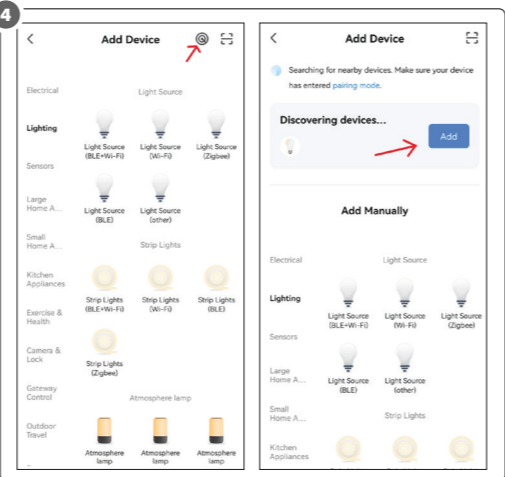 4
Add Device
Electrical
Light Source
Lighting
Light Source
(BLE+Wi-Fi)
Light Source
(Wi-Fi)
Light Source
(Zigbee)
Sensors
Large
Home A...
Light Source
(BLE)
Light Source
(other)
Small
Home A...
Strip Lights
Kitchen
Appliances
Strip Lights
(BLE+Wi-Fi)
Strip Lights
(Wi-Fi)
Strip Lights
(BLE)
Exercise &
Health
Camera &
Lock
Strip Lights
(Zigbee)
Gateway
Control
Atmosphere lamp
Outdoor
Travel
Atmosphere
lamp
Atmosphere
lamp
Atmosphere
lamp
Add Device
Searching for nearby devices. Make sure your device
has entered pairing mode.
Discovering devices...
Add
Add Manually
Electrical
Light Source
Lighting
Light Source
(BLE+Wi-Fi)
Light Source
(Wi-Fi)
Light Source
(Zigbee)
Sensors
Large
Home A...
Light Source
(BLE)
Light Source
(other)
Small
Home A...
Strip Lights
Kitchen
Appliances